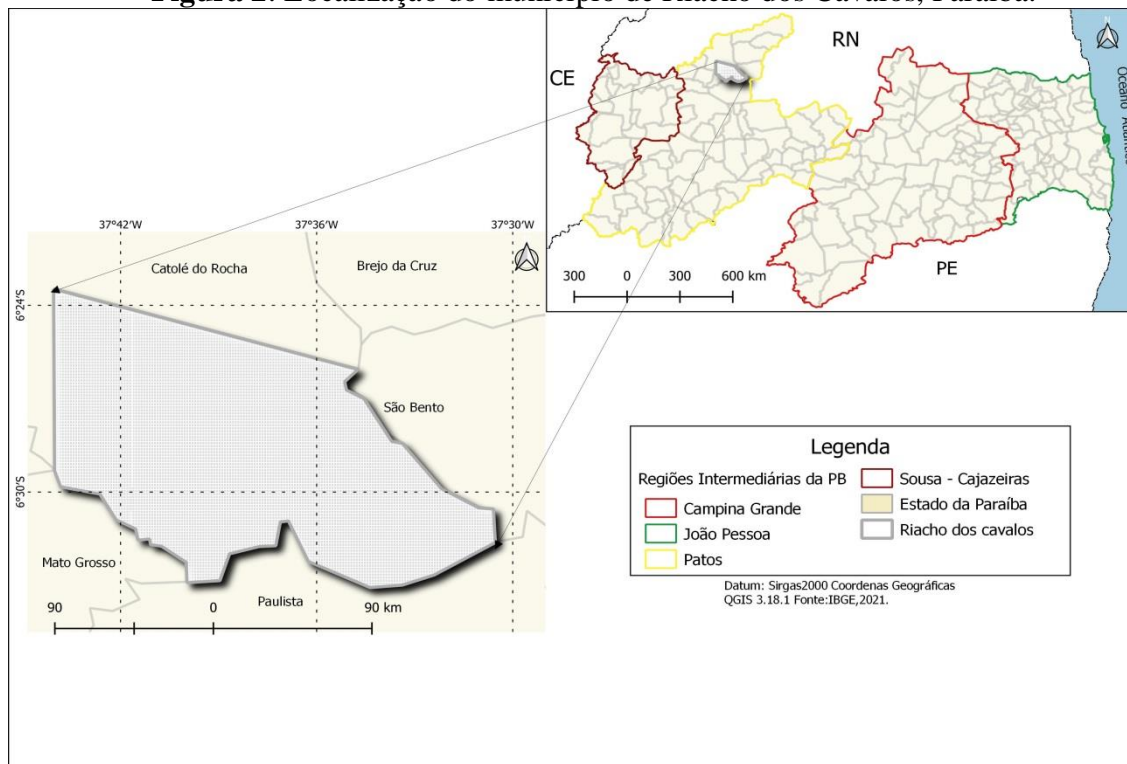 Figura 2. Localização do município de Riacho dos Cavalos, Paraíba.
RN
N
CE
Oceano Atlântico
PE
300 0 300 600 km
37°42'W 37°36'W 37°30'W
Catolé do Rocha
Brejo da Cruz
6°24'S
São Bento
6°30'S
Mato Grosso
Paulista
90 0 90 km
Legenda
Regiões Intermediárias da PB
Campina Grande
João Pessoa
Patos
Sousa - Cajazeiras
Estado da Paraíba
Riacho dos cavalos
Datum: Sirgas2000 Coordenas Geográficas
QGIS 3.18.1 Fonte:IBGE,2021.